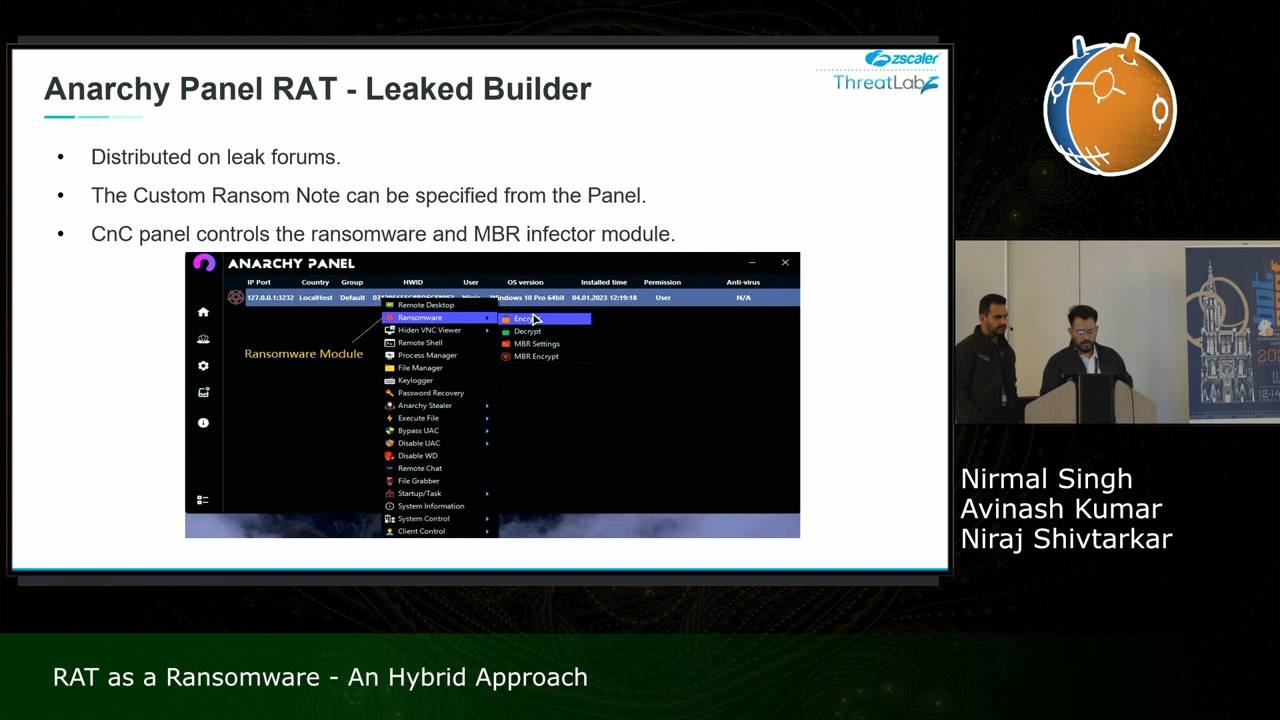 Anarchy Panel RAT - Leaked Builder
zscaler
ThreatLabz
• Distributed on leak forums.
• The Custom Ransom Note can be specified from the Panel.
• CnC panel controls the ransomware and MBR infector module.
ANARCHY PANEL
IP Port Country Group HWID User OS version Installed time Permission Anti-virus
127.0.0.1:3232 LocalHost Default Windows 10 Pro 64bit 04.01.2023 12:19:18 User N/A
Remote Desktop
Ransomware
Hiden VNC Viewer
Remote Shell
Process Manager
File Manager
Keylogger
Password Recovery
Anarchy Stealer
Execute File
Bypass UAC
Disable UAC
Disable WD
Remote Chat
File Grabber
Startup/Task
System Information
System Control
Client Control
Decrypt
MBR Settings
MBR Encrypt
Ransomware Module
Nirmal Singh
Avinash Kumar
Niraj Shivtarkar
RAT as a Ransomware - An Hybrid Approach